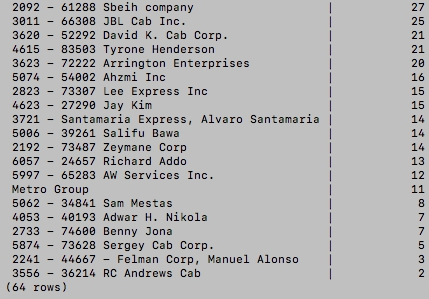 2092 - 61288 Sbeih company | 27
3011 - 66308 JBL Cab Inc. | 25
3620 - 52292 David K. Cab Corp. | 21
4615 - 83503 Tyrone Henderson | 21
3623 - 72222 Arrington Enterprises | 20
5074 - 54002 Ahzmi Inc | 16
2823 - 73307 Lee Express Inc | 15
4623 - 27290 Jay Kim | 15
3721 - Santamaria Express, Alvaro Santamaria | 14
5006 - 39261 Salifu Bawa | 14
2192 - 73487 Zeymane Corp | 14
6057 - 24657 Richard Addo | 13
5997 - 65283 AW Services Inc. | 12
Metro Group | 11
5062 - 34841 Sam Mestas | 8
4053 - 40193 Adwar H. Nikola | 7
2733 - 74600 Benny Jona | 7
5874 - 73628 Sergey Cab Corp. | 5
2241 - 44667 - Felman Corp, Manuel Alonso | 3
3556 - 36214 RC Andrews Cab | 2
(64 rows)